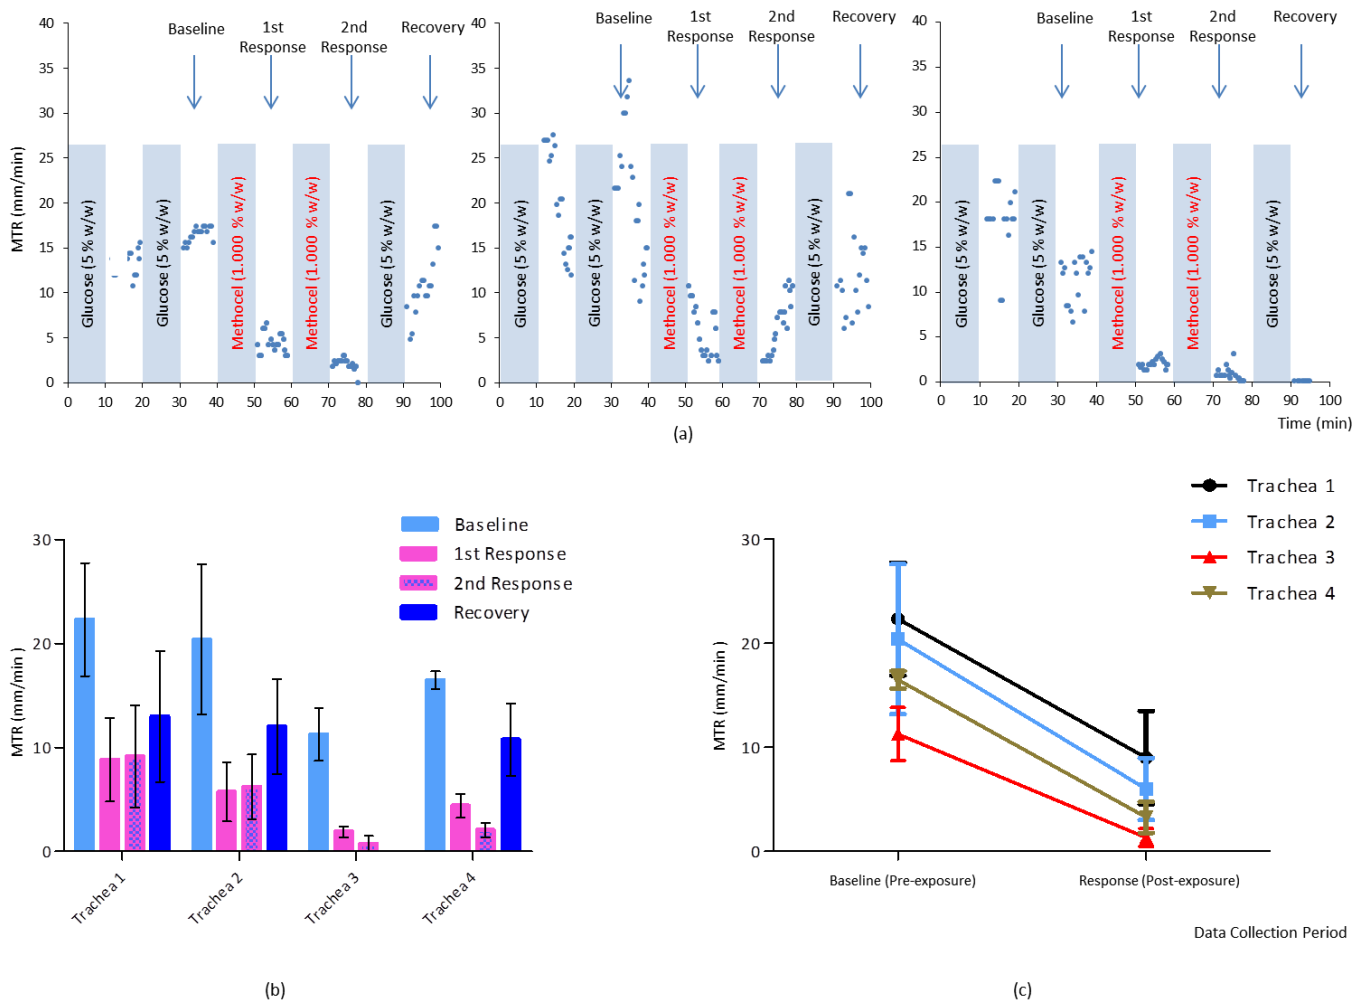 40
35
30
25
20
15
10
5
0
MTR (mm/min)
Baseline
1st
Response
2nd
Response
Recovery
Glucose (5 % w/w)
Glucose (5 % w/w)
Methocel (1.000 % w/w)
Methocel (1.000 % w/w)
Glucose (5 % w/w)
0 10 20 30 40 50 60 70 80 90 100
40
35
30
25
20
15
10
5
0
Baseline
1st
Response
2nd
Response
Recovery
Glucose (5 % w/w)
Glucose (5 % w/w)
Methocel (1.000 % w/w)
Methocel (1.000 % w/w)
Glucose (5 % w/w)
0 10 20 30 40 50 60 70 80 90 100
40
35
30
25
20
15
10
5
0
Baseline
1st
Response
2nd
Response
Recovery
Glucose (5 % w/w)
Glucose (5 % w/w)
Methocel (1.000 % w/w)
Methocel (1.000 % w/w)
Glucose (5 % w/w)
0 10 20 30 40 50 60 70 80 90 100
Time (min)
(a)
Baseline
1st Response
2nd Response
Recovery
30
20
10
0
MTR (mm/min )
Trachea 1
Trachea 2
Trachea 3
Trachea 4
(b)
Trachea 1
Trachea 2
Trachea 3
Trachea 4
30
20
10
0
MTR (mm/min )
Baseline (Pre-exposure)
Response (Post-exposure)
Data Collection Period
(c)